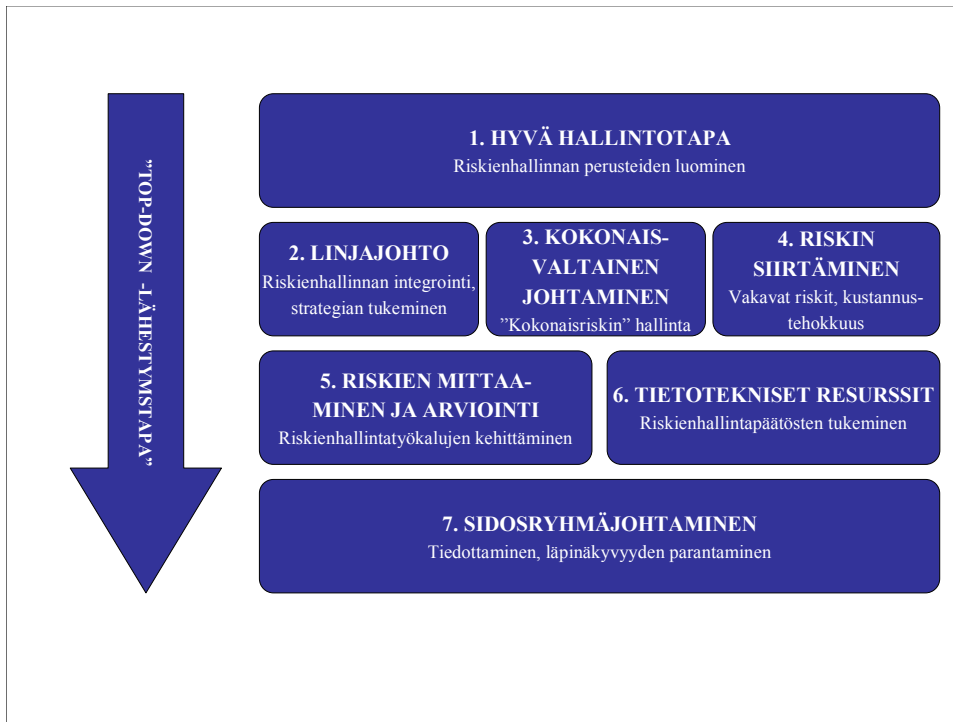 ”TOP-DOWN -LÄHESTYMSTAPA”
1. HYVÄ HALLINTOTAPA
Riskienhallinnan perusteiden luominen
2. LINJAJOHTO
Riskienhallinnan integrointi,
strategian tukeminen
3. KOKONAIS-
VALTAINEN
JOHTAMINEN
”Kokonaisriskin” hallinta
4. RISKIN
SIIRTÄMINEN
Vakavat riskit, kustannus-
tehokkuus
5. RISKIEN MITTAA-
MINEN JA ARVIOINTI
Riskienhallintatyökalujen kehittäminen
6. TIETOTEKNISET RESURSSIT
Riskienhallintapäätösten tukeminen
7. SIDOSRYHMÄJOHTAMINEN
Tiedottaminen, läpinäkyvyyden parantaminen